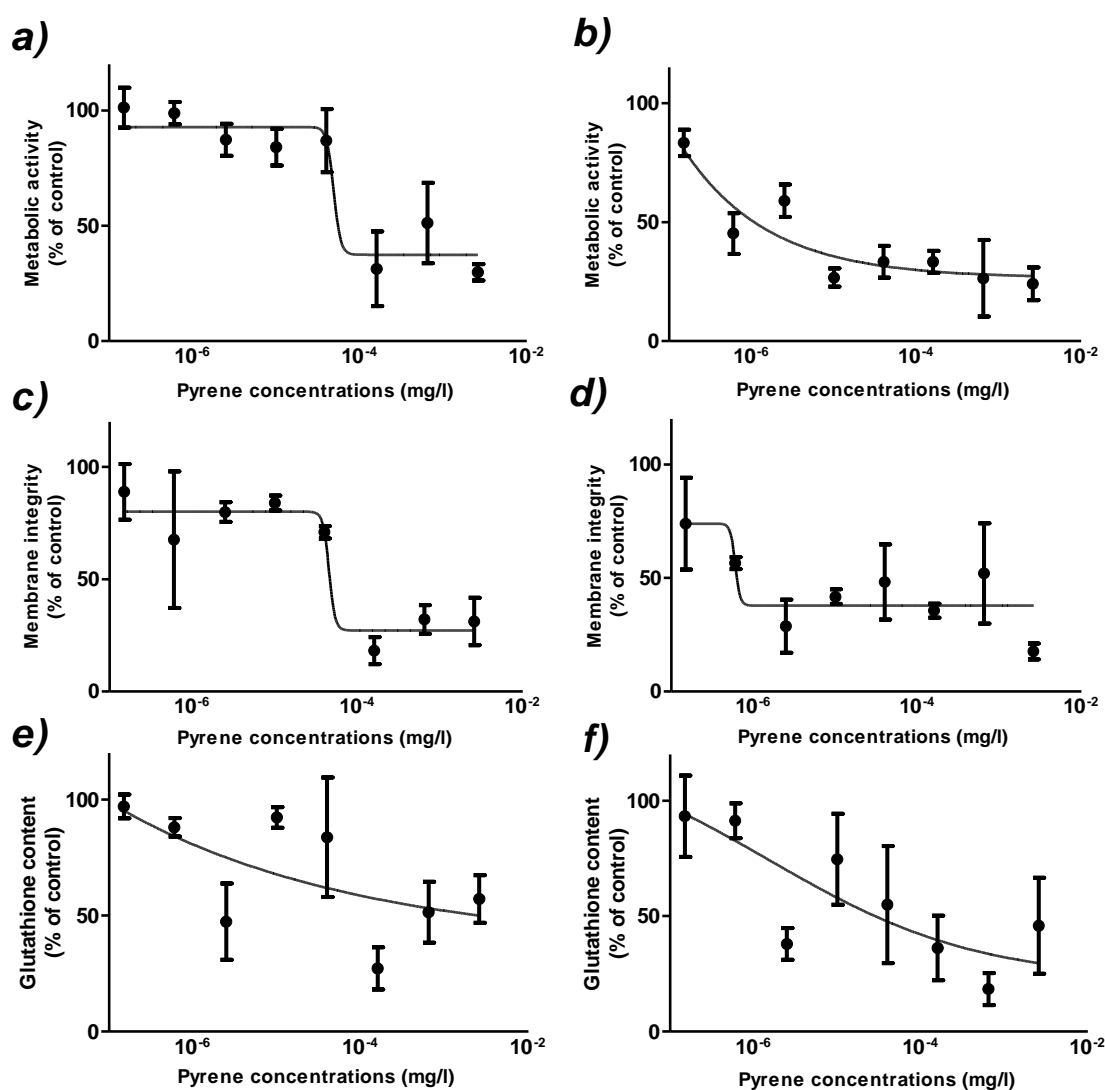 a)
Metabolic activity
(% of control)
100
50
0
10-6
10-4
10-2
Pyrene concentrations (mg/l)
b)
Metabolic activity
(% of control)
100
50
0
10-6
10-4
10-2
Pyrene concentrations (mg/l)
c)
Membrane integrity
(% of control)
100
50
0
10-6
10-4
10-2
Pyrene concentrations (mg/l)
d)
Membrane integrity
(% of control)
100
50
0
10-6
10-4
10-2
Pyrene concentrations (mg/l)
e)
Glutathione content
(% of control)
100
50
0
10-6
10-4
10-2
Pyrene concentrations (mg/l)
f)
Glutathione content
(% of control)
100
50
0
10-6
10-4
10-2
Pyrene concentrations (mg/l)